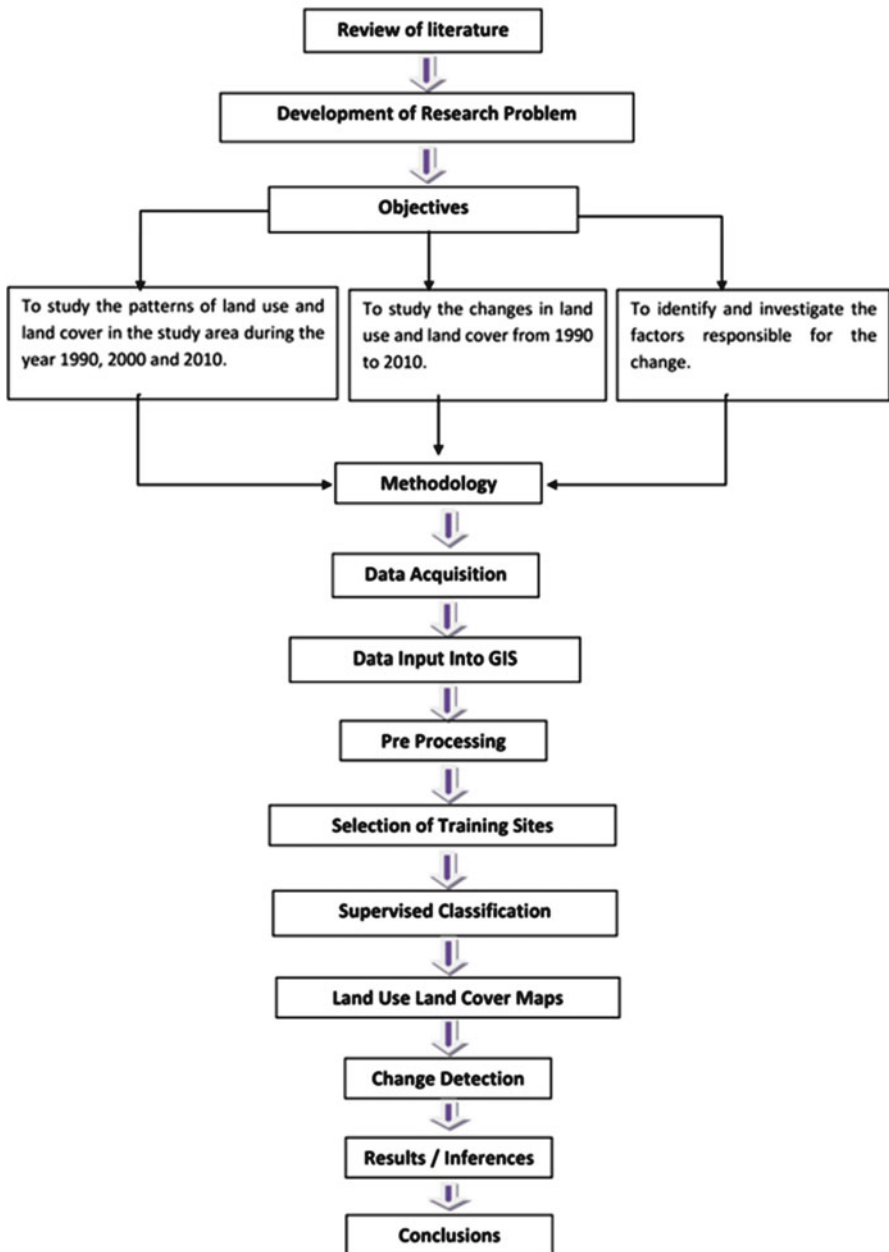 Review of literature
Development of Research Problem
Objectives
To study the patterns of land use and
land cover in the study area during the
year 1990, 2000 and 2010.
To study the changes in land
use and land cover from 1990
to 2010.
To identify and investigate the
factors responsible for the
change.
Methodology
Data Acquisition
Data Input Into GIS
Pre Processing
Selection of Training Sites
Supervised Classification
Land Use Land Cover Maps
Change Detection
Results / Inferences
Conclusions